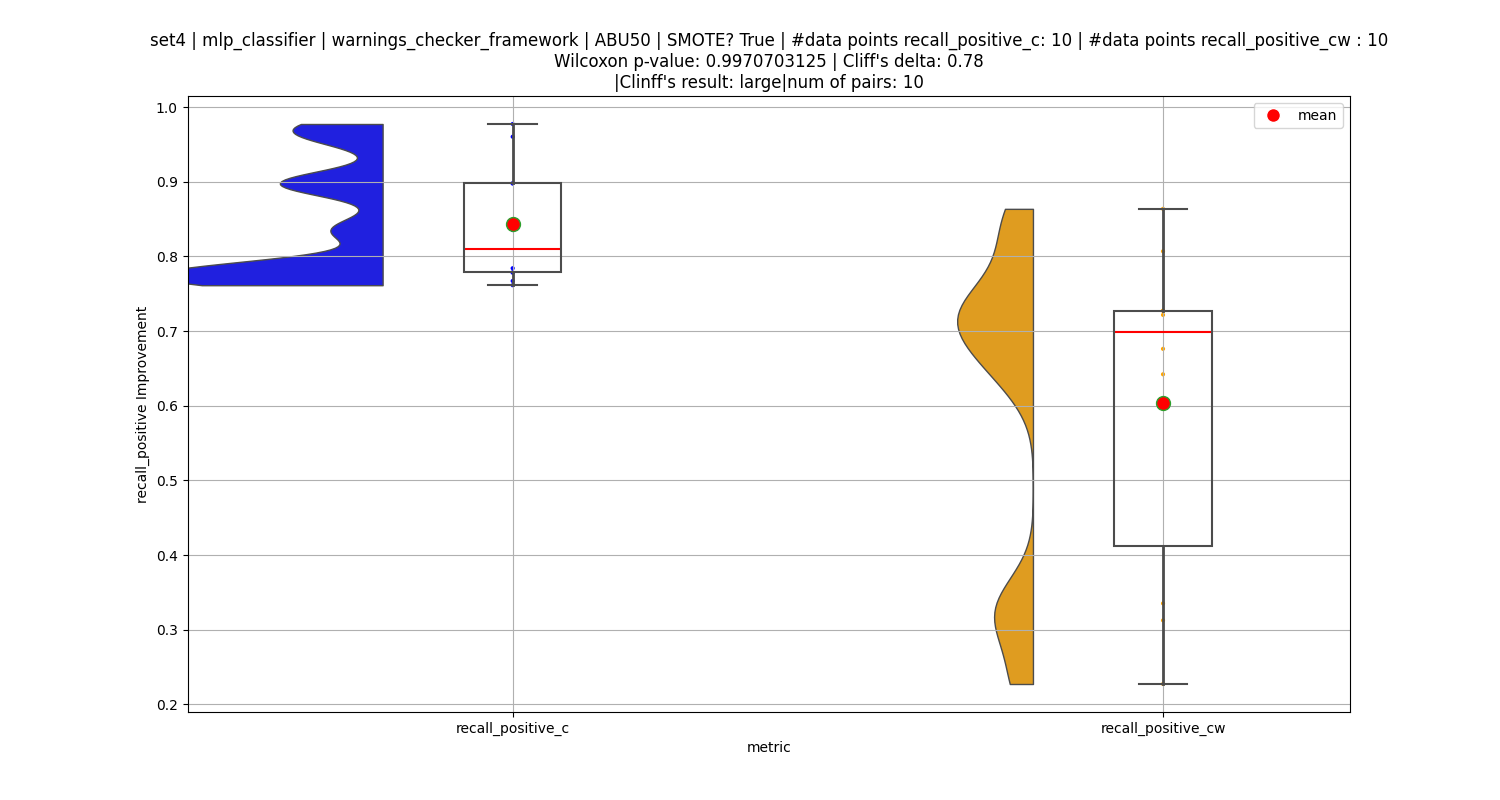 set4 | mlp_classifier | warnings_checker_framework | ABU50 | SMOTE? True | #data points recall_positive_c: 10 | #data points recall_positive_cw : 10
Wilcoxon p-value: 0.9970703125 | Cliff's delta: 0.78
|Clinff's result: large|num of pairs: 10
mean
1.0
0.9
0.8
0.7
0.6
0.5
0.4
0.3
0.2
recall_positive Improvement
recall_positive_c
recall_positive_cw
metric